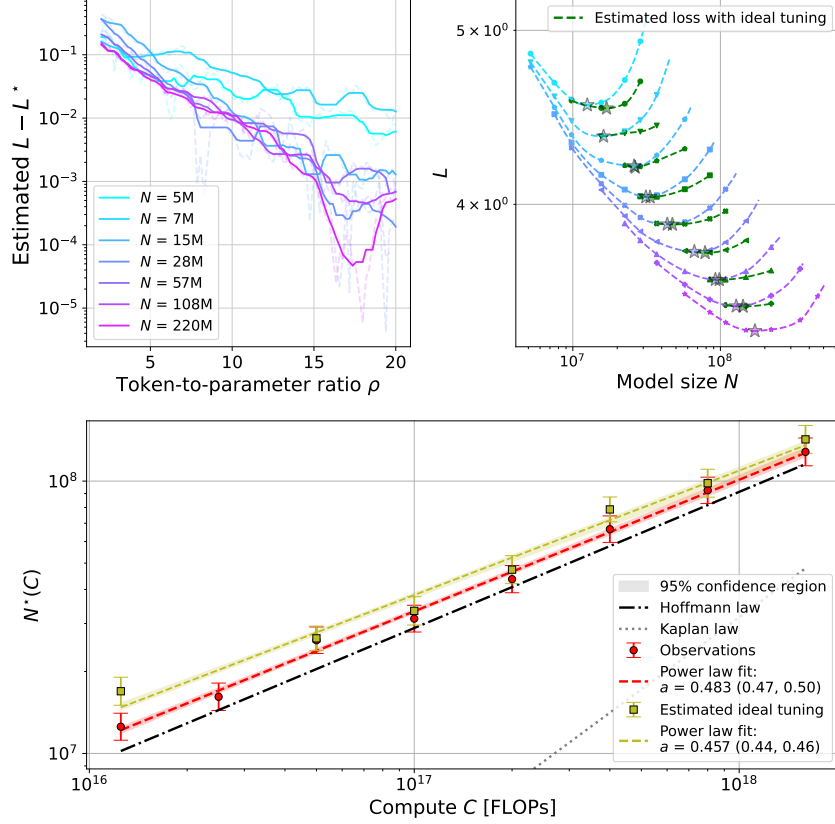 Estimated L − L⋆
10⁻¹
10⁻²
10⁻³
10⁻⁴
10⁻⁵
N = 5M
N = 7M
N = 15M
N = 28M
N = 57M
N = 108M
N = 220M
5
10
15
20
Token-to-parameter ratio ρ
Estimated loss with ideal tuning
L
5 × 10⁰
4 × 10⁰
10⁷
10⁸
Model size N
N⋆(C)
10⁸
10⁷
95% confidence region
Hoffmann law
Kaplan law
Observations
Power law fit:
a = 0.483 (0.47, 0.50)
Estimated ideal tuning
Power law fit:
a = 0.457 (0.44, 0.46)
10¹⁶
10¹⁷
10¹⁸
Compute C [FLOPs]